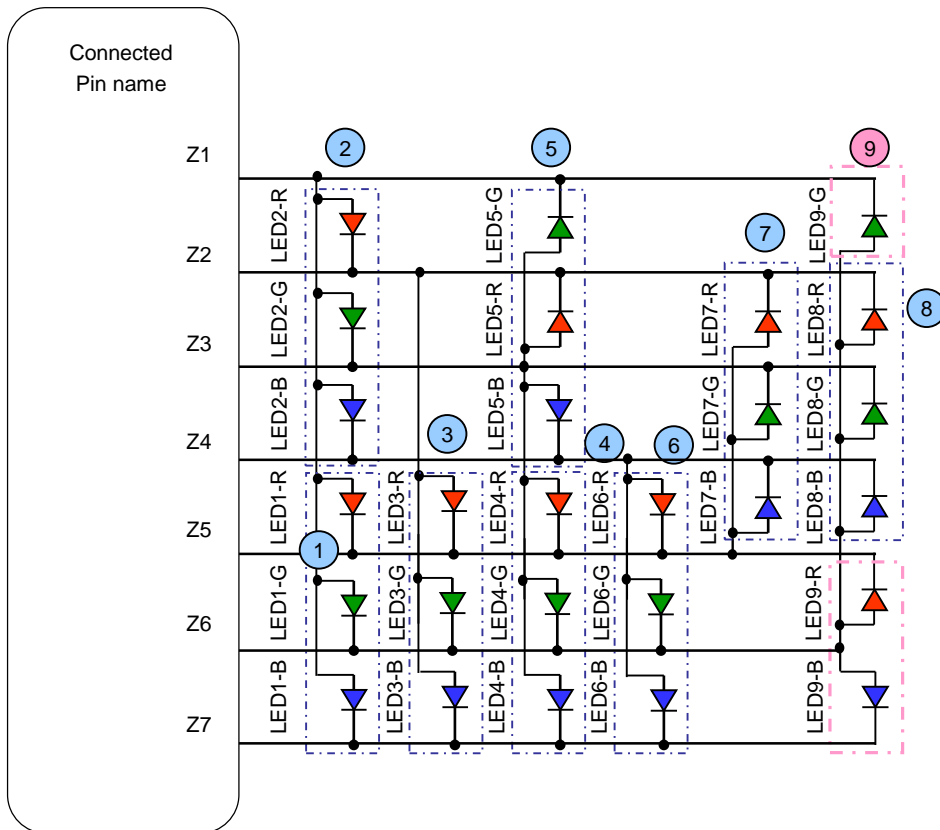 Connected
Pin name
Z1
Z2
Z3
Z4
Z5
Z6
Z7
2
5
9
7
8
3
4
6
1
LED2-R
LED2-G
LED2-B
LED1-R
LED1-G
LED1-B
LED3-R
LED3-G
LED3-B
LED5-G
LED5-R
LED5-B
LED4-R
LED4-G
LED4-B
LED6-R
LED6-G
LED6-B
LED7-R
LED7-G
LED7-B
LED9-G
LED8-R
LED8-G
LED8-B
LED9-R
LED9-B